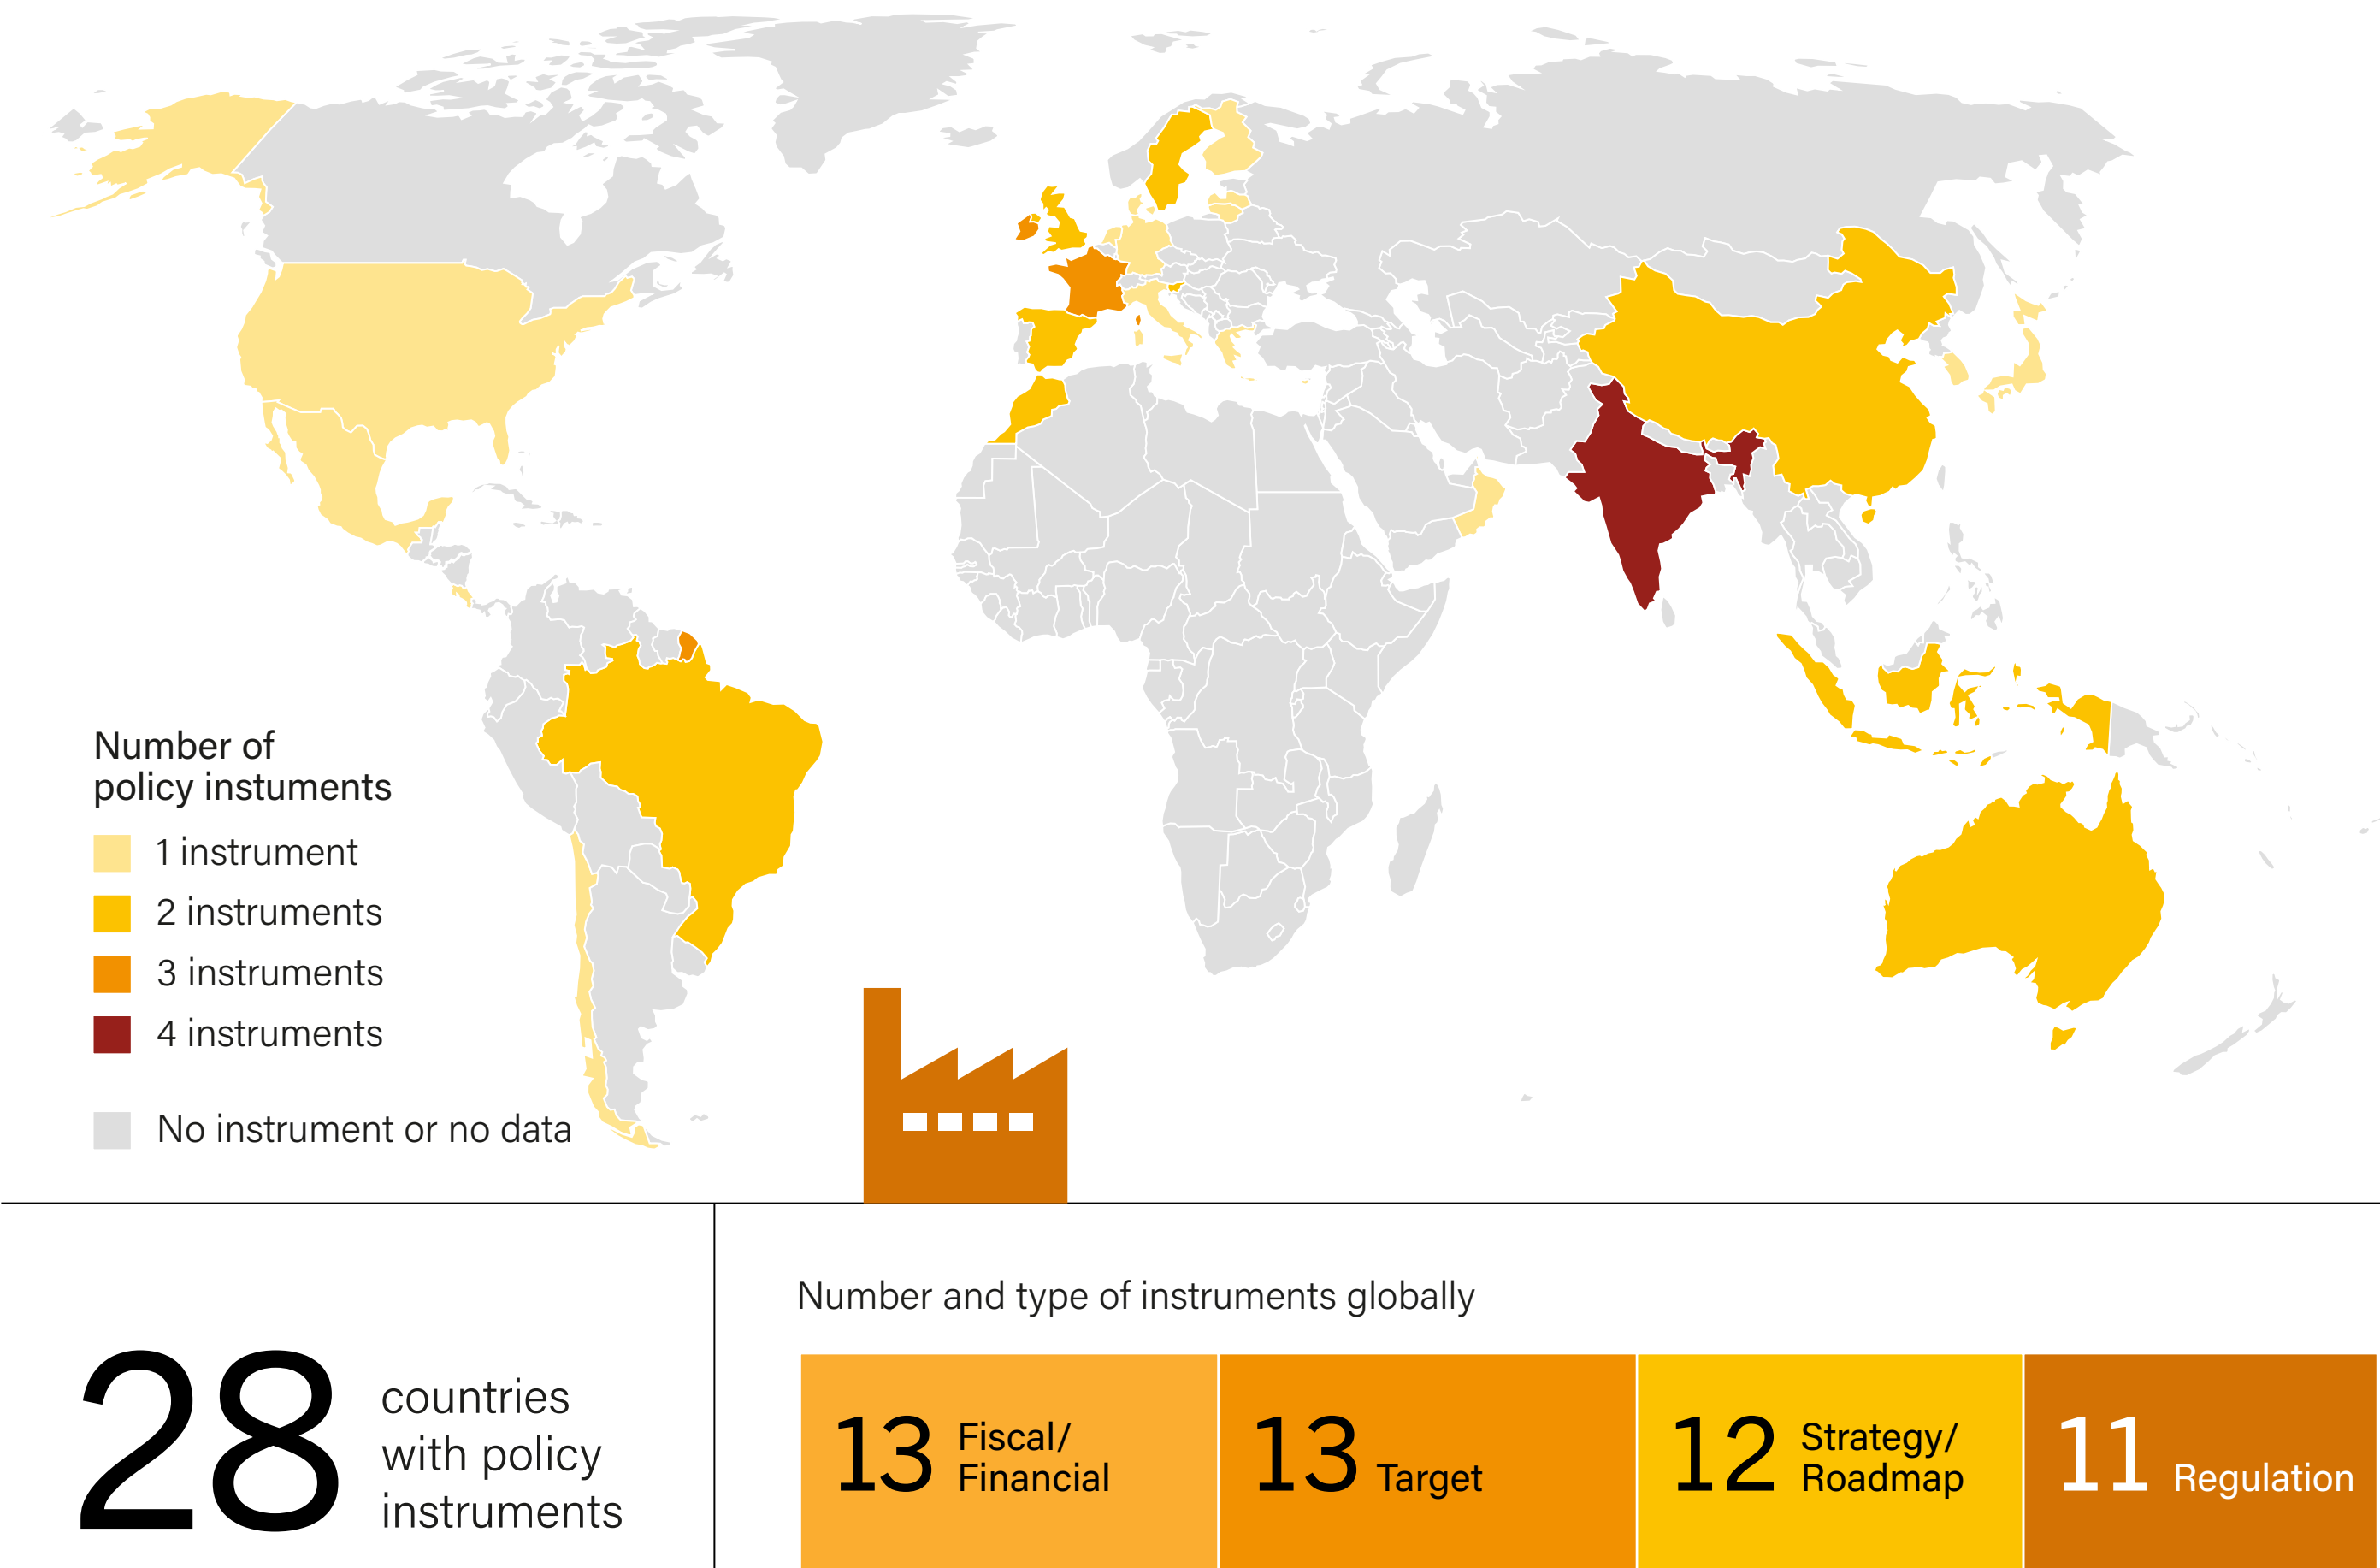 Number of
policy instuments
1 instrument
2 instruments
3 instruments
4 instruments
No instrument or no data
28
countries
with policy
instruments
Number and type of instruments globally
13 Fiscal/
Financial
13 Target
12 Strategy/
Roadmap
11 Regulation